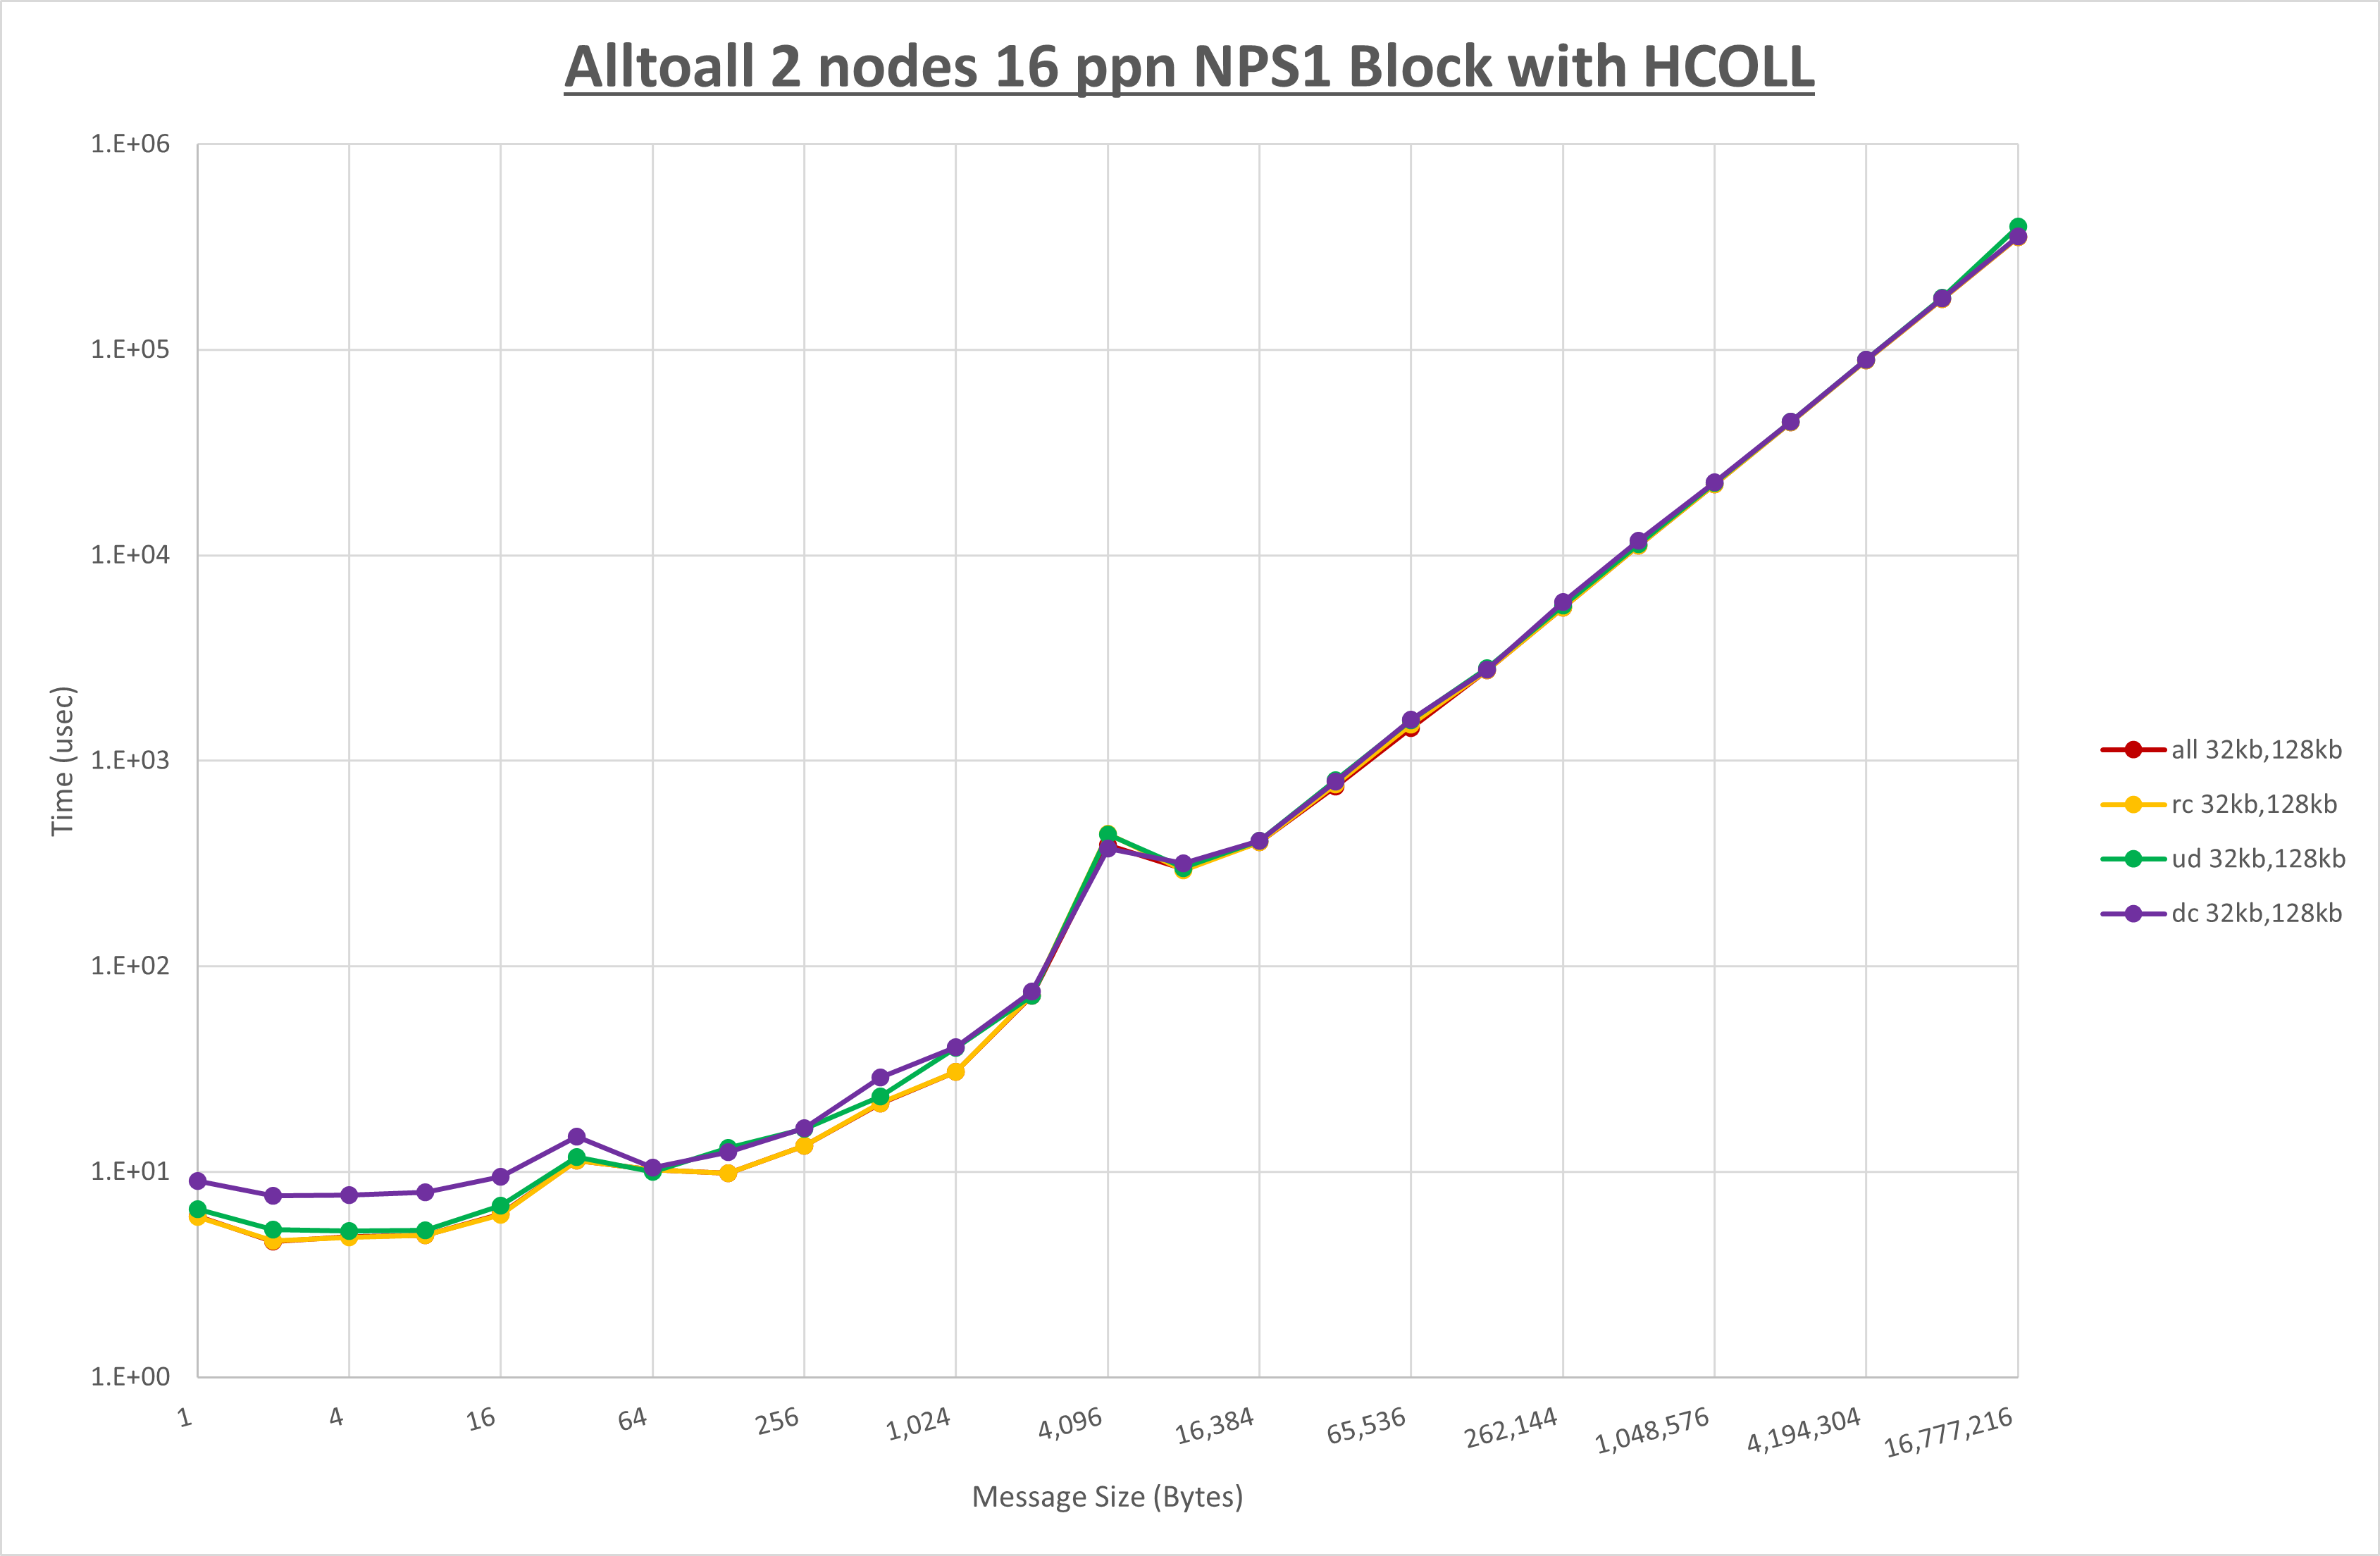 Alltoall 2 nodes 16 ppn NPS1 Block with HCOLL
1.E+06
1.E+05
1.E+04
1.E+03
1.E+02
1.E+01
1.E+00
Time (usec)
1 4 16 64 256 1,024 4,096 16,384 65,536 262,144 1,048,576 4,194,304 16,777,216
Message Size (Bytes)
all 32kb,128kb
rc 32kb,128kb
ud 32kb,128kb
dc 32kb,128kb